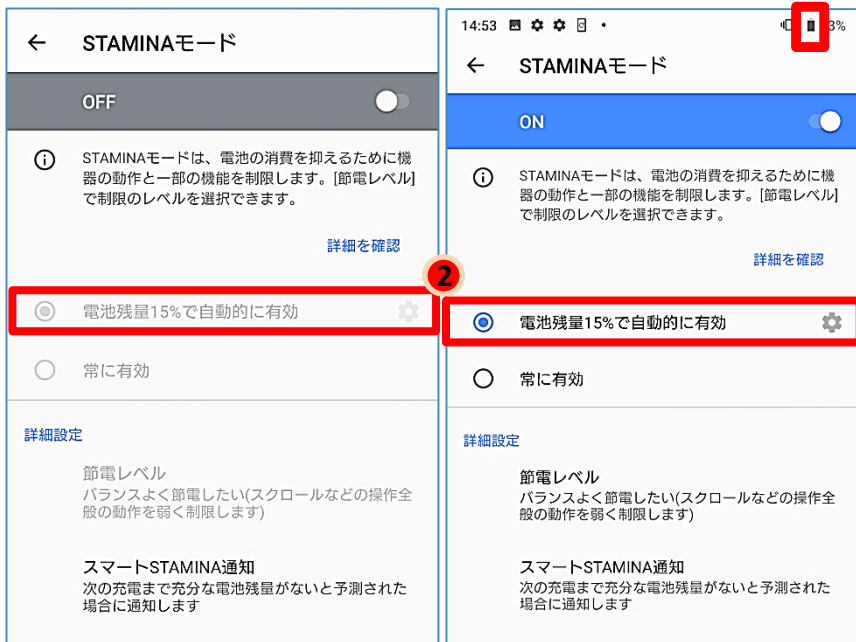 STAMINAモード
OFF
STAMINAモードは、電池の消費を抑えるために機
器の動作と一部の機能を制限します。[節電レベル]
で制限のレベルを選択できます。
詳細を確認
電池残量15%で自動的に有効
常に有効
詳細設定
節電レベル
バランスよく節電したい(スクロールなどの操作全
般の動作を弱く制限します)
スマートSTAMINA通知
次の充電まで充分な電池残量がないと予測された
場合に通知します
2
14:53
3%
STAMINAモード
ON
STAMINAモードは、電池の消費を抑えるために機
器の動作と一部の機能を制限します。[節電レベル]
で制限のレベルを選択できます。
詳細を確認
電池残量15%で自動的に有効
常に有効
詳細設定
節電レベル
バランスよく節電したい(スクロールなどの操作全
般の動作を弱く制限します)
スマートSTAMINA通知
次の充電まで充分な電池残量がないと予測された
場合に通知します